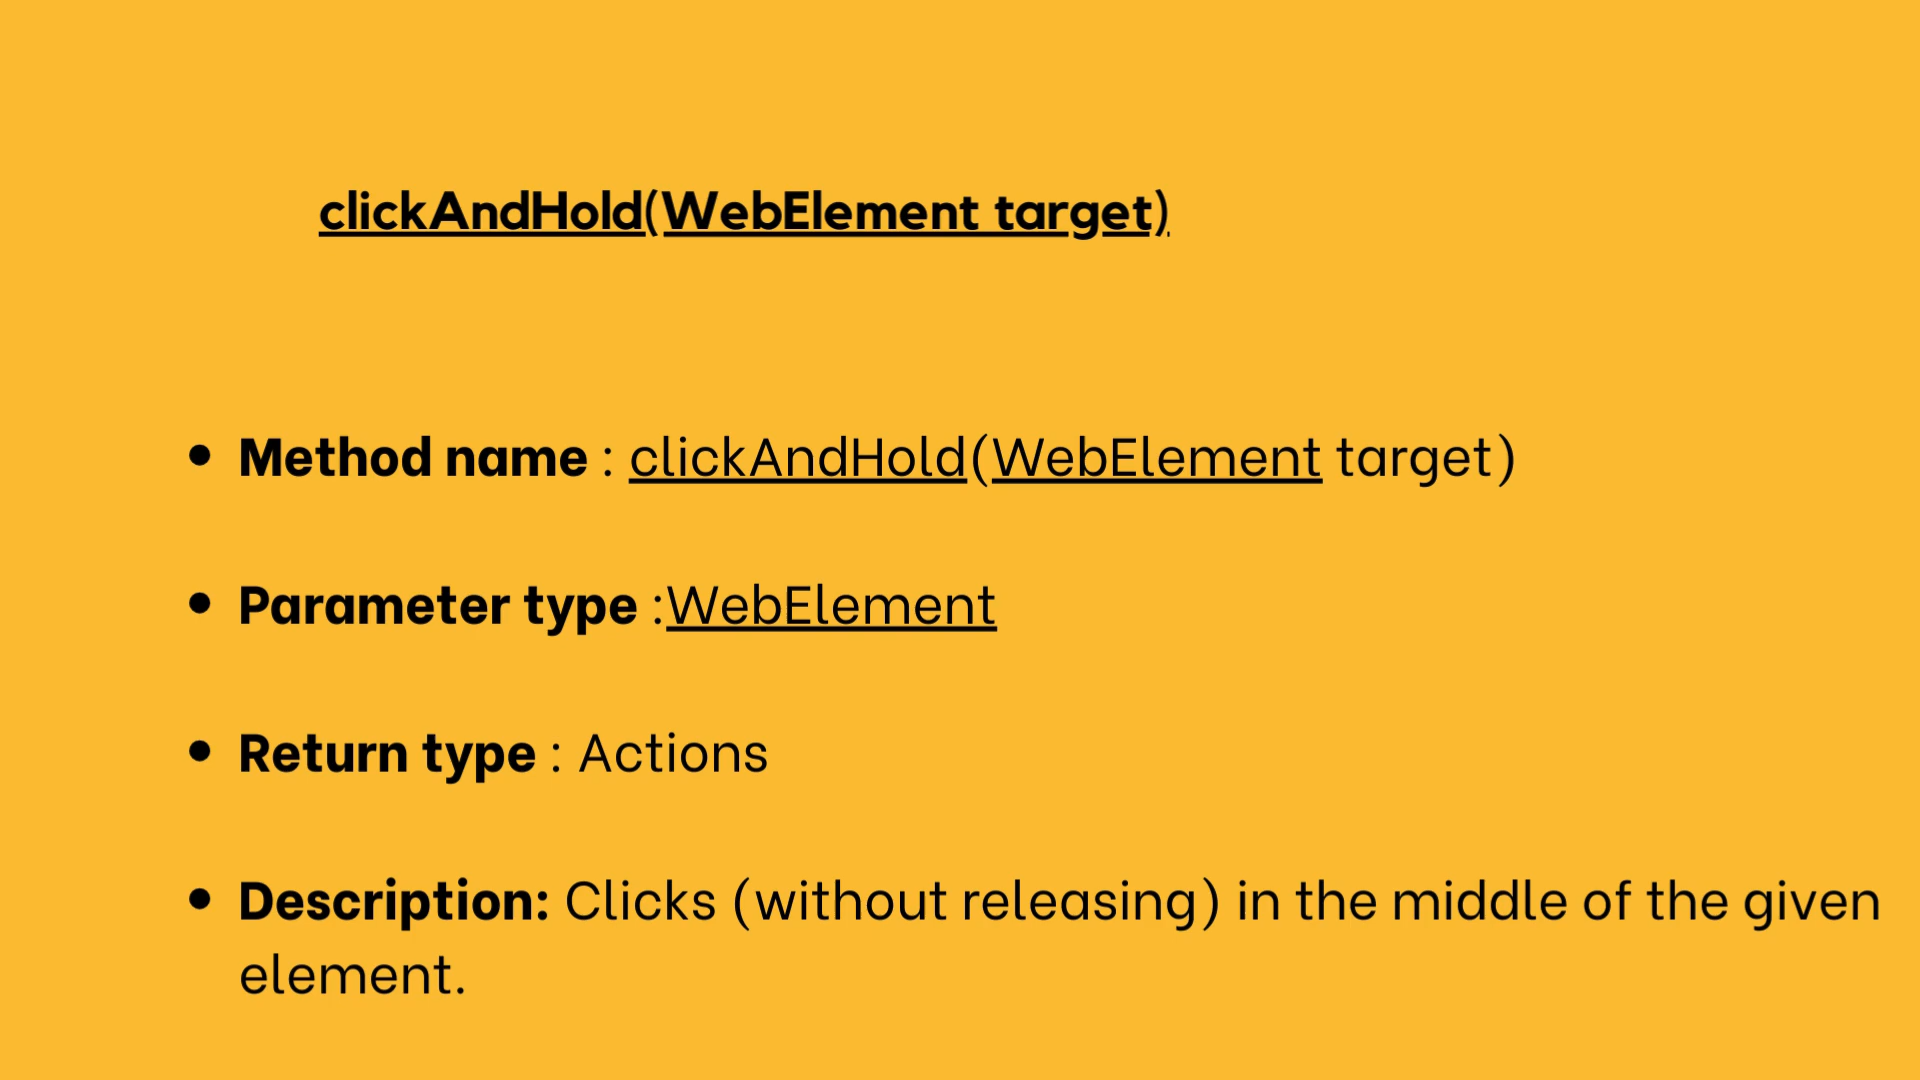 clickAndHold(WebElement target)
• Method name : clickAndHold(WebElement target)
• Parameter type :WebElement
• Return type : Actions
• Description: Clicks (without releasing) in the middle of the given
element.